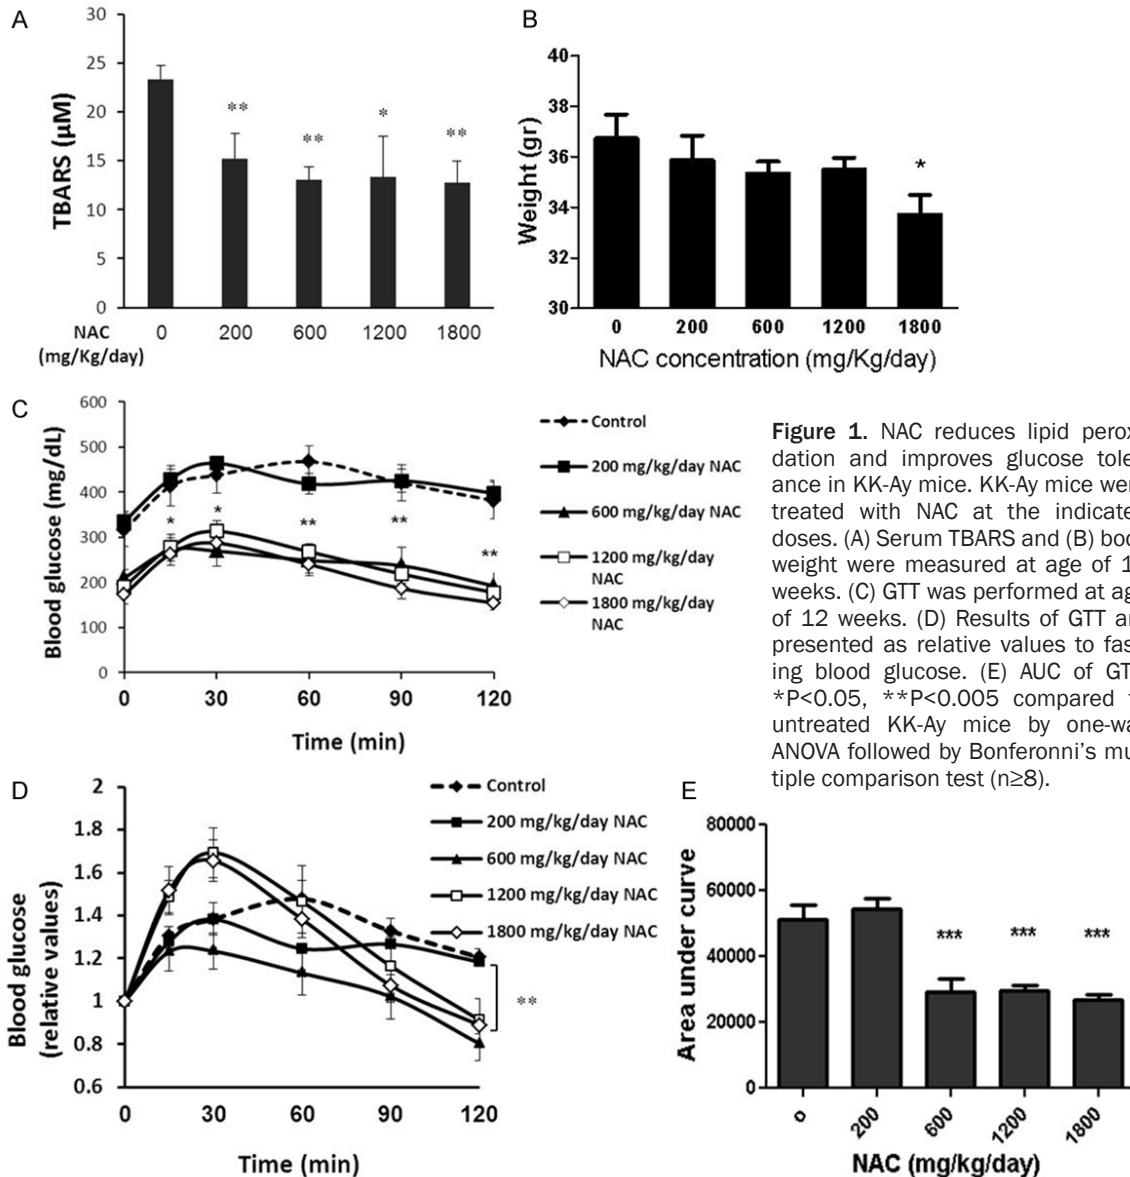 A
30
25
20
15
10
5
0
TBARS (µM)
**
**
*
**
NAC
(mg/Kg/day)
0 200 600 1200 1800
B
40
38
36
34
32
30
Weight (gr)
*
0 200 600 1200 1800
NAC concentration (mg/Kg/day)
C
600
500
400
300
200
100
0
Blood glucose (mg/dL)
* * ** ** **
0 30 60 90 120
Time (min)
Control
200 mg/kg/day NAC
600 mg/kg/day NAC
1200 mg/kg/day
NAC
1800 mg/kg/day
NAC
Figure 1. NAC reduces lipid perox
dation and improves glucose tole
ance in KK-Ay mice. KK-Ay mice wer
treated with NAC at the indicate
doses. (A) Serum TBARS and (B) bod
weight were measured at age of 1
weeks. (C) GTT was performed at ag
of 12 weeks. (D) Results of GTT ar
presented as relative values to fas
ing blood glucose. (E) AUC of GT
*P<0.05, **P<0.005 compared t
untreated KK-Ay mice by one-wa
ANOVA followed by Bonferonni's mu
tiple comparison test (n≥8).
D
2
1.8
1.6
1.4
1.2
1
0.8
0.6
Blood glucose
(relative values)
Control
200 mg/kg/day NAC
600 mg/kg/day NAC
1200 mg/kg/day NAC
1800 mg/kg/day NAC
**
0 30 60 90 120
Time (min)
E
80000
60000
40000
20000
0
Area under curve
*** *** ***
0 200 600 1200 1800
NAC (mg/kg/day)